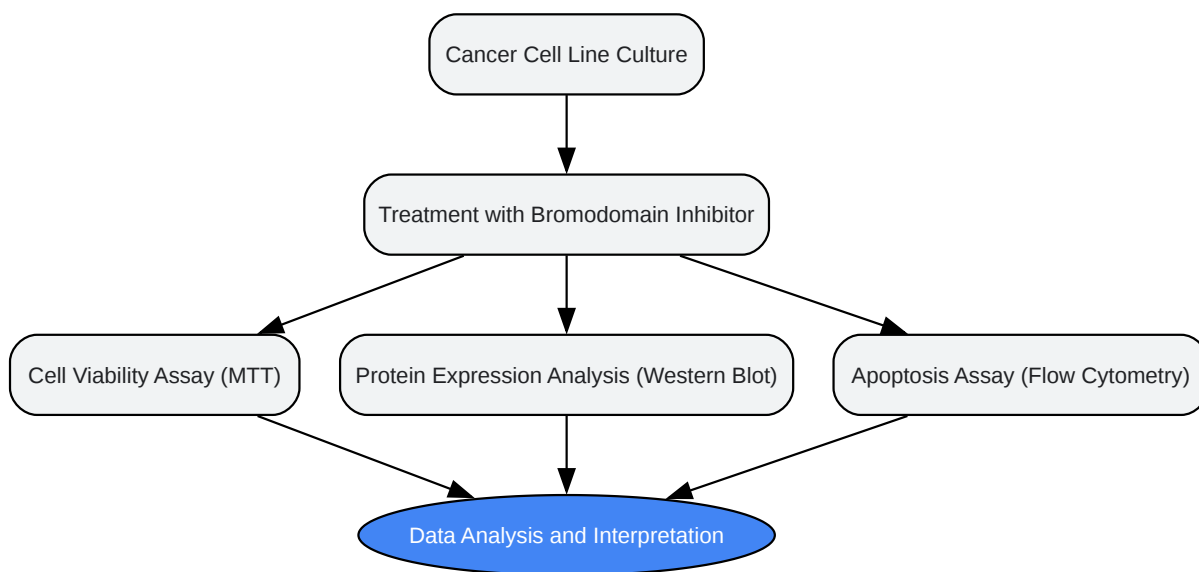 Cancer Cell Line Culture
Treatment with Bromodomain Inhibitor
Cell Viability Assay (MTT)
Protein Expression Analysis (Western Blot)
Apoptosis Assay (Flow Cytometry)
Data Analysis and Interpretation